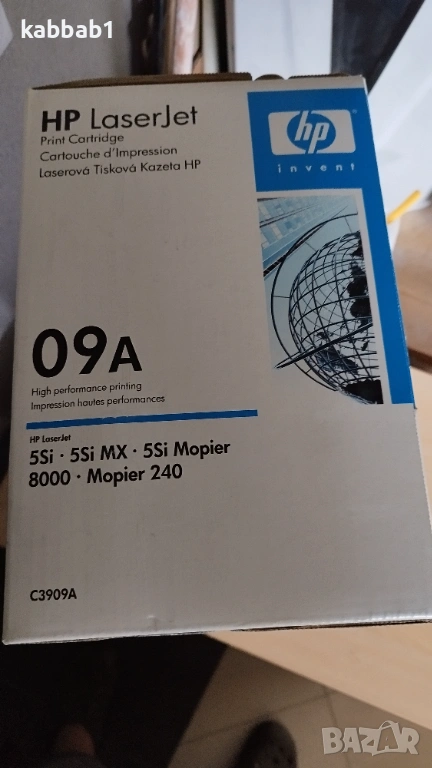 kabbab1
HP LaserJet
Print Cartridge
Cartouche d'Impression
Laserová Tisková Kazeta HP
hp
invent
09A
High performance printing
Impression hautes performances
HP LaserJet
5Si · 5Si MX · 5Si Mopier
8000 · Mopier 240
C3909A
BAZAR